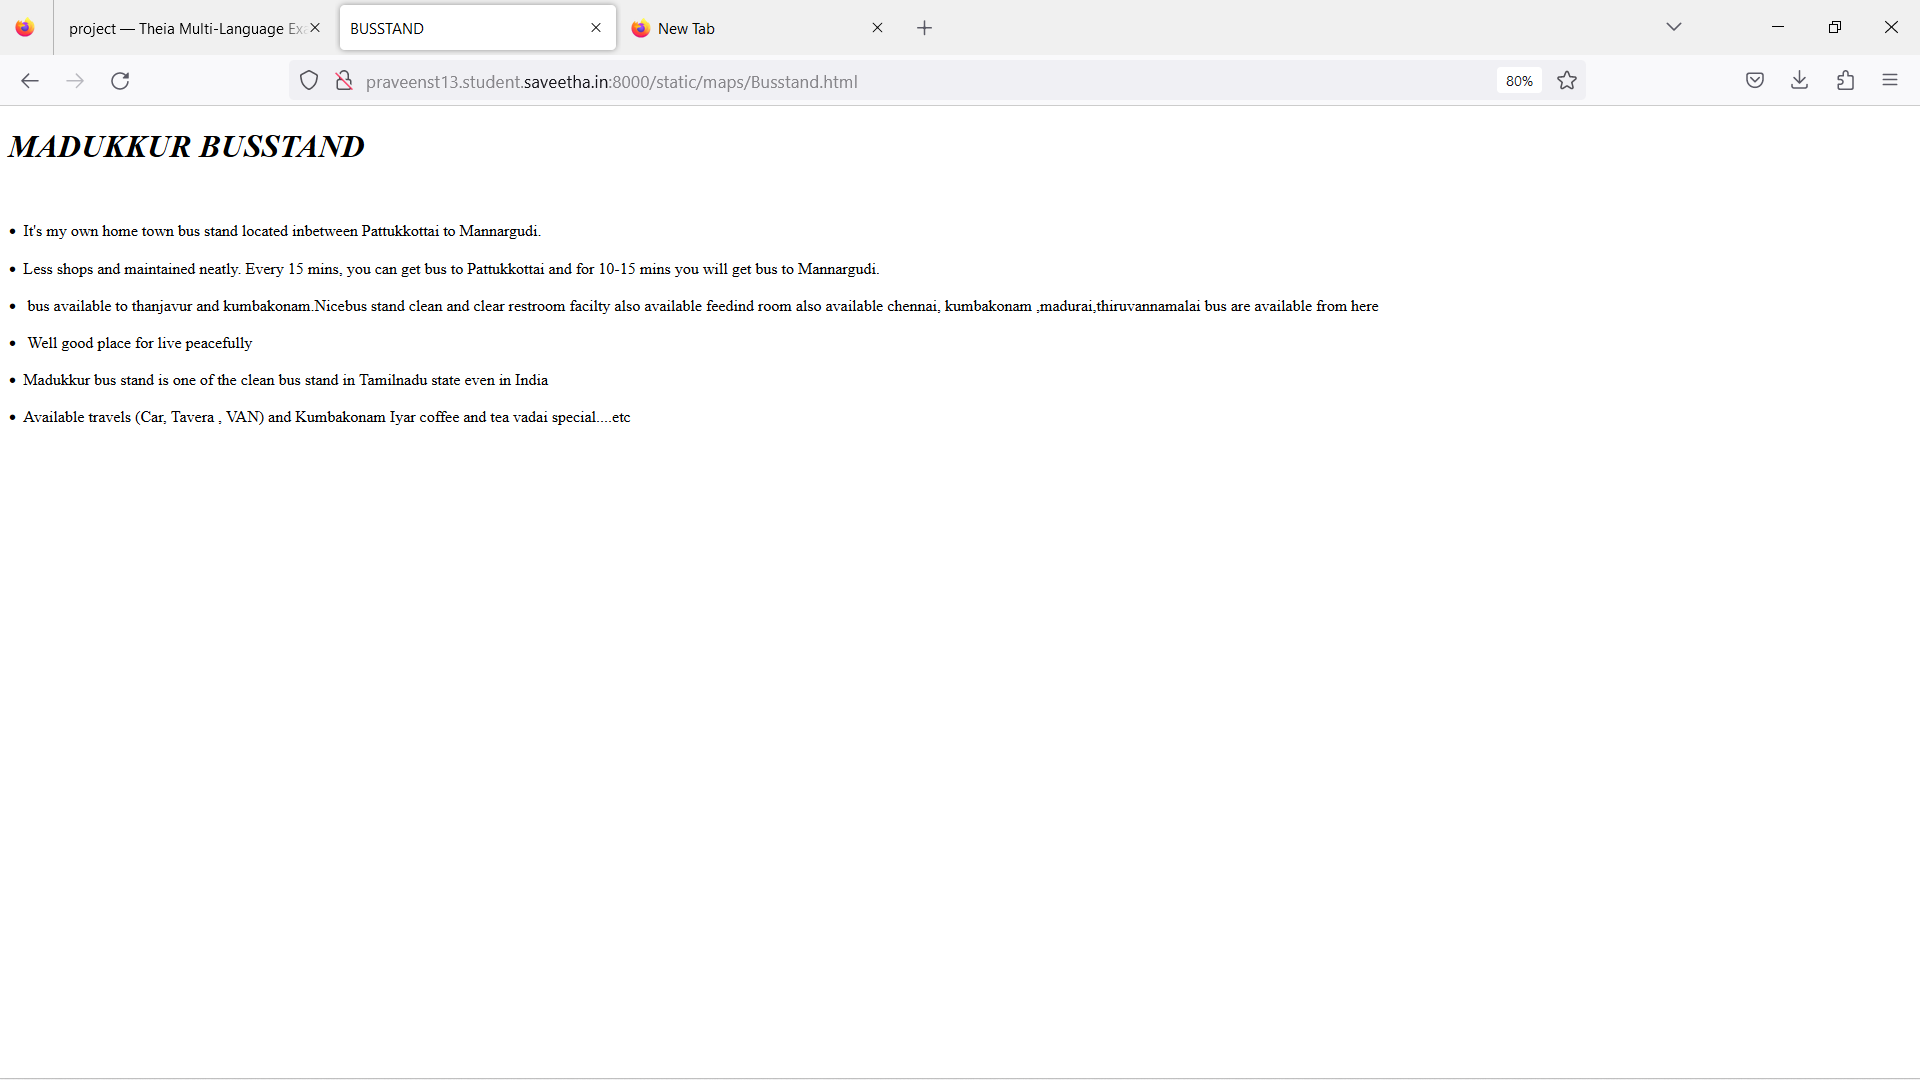 project — Theia Multi-Language Exa
BUSSTAND
New Tab
praveenst13.student.saveetha.in:8000/static/maps/Busstand.html
80%
MADUKKUR BUSSTAND
• It's my own home town bus stand located inbetween Pattukkottai to Mannargudi.
• Less shops and maintained neatly. Every 15 mins, you can get bus to Pattukkottai and for 10-15 mins you will get bus to Mannargudi.
• bus available to thanjavur and kumbakonam.Nicebus stand clean and clear restroom facilty also available feedind room also available chennai, kumbakonam ,madurai,thiruvannamalai bus are available from here
• Well good place for live peacefully
• Madukkur bus stand is one of the clean bus stand in Tamilnadu state even in India
• Available travels (Car, Tavera , VAN) and Kumbakonam Iyar coffee and tea vadai special....etc